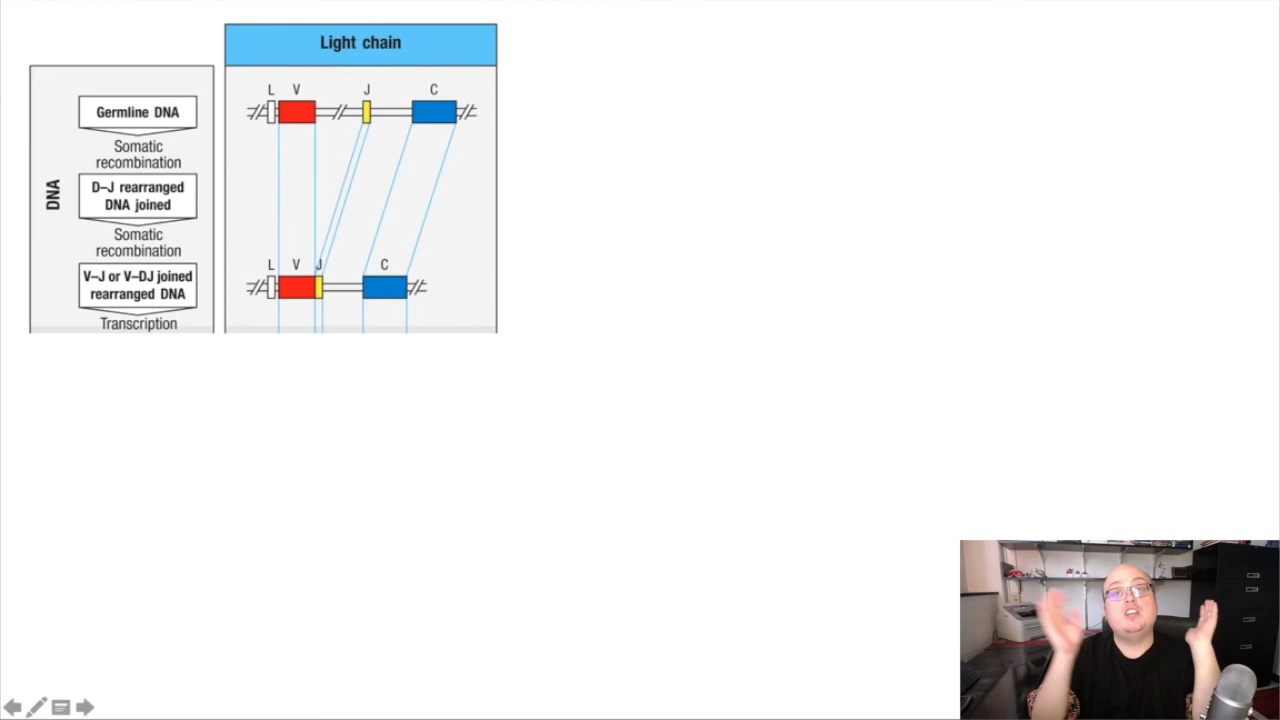 Light chain
L V J C
Germline DNA
Somatic
recombination
DNA
D–J rearranged
DNA joined
Somatic
recombination
L V J C
V–J or V–DJ joined
rearranged DNA
Transcription